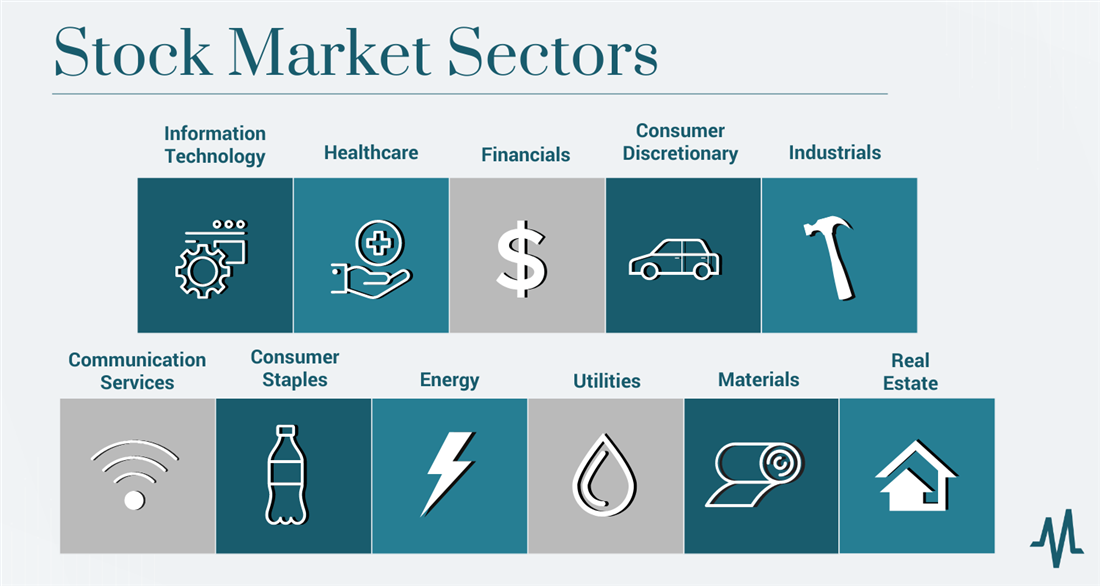 Stock Market Sectors
Information
Technology
Healthcare
Financials
Consumer
Discretionary
Industrials
Communication
Services
Consumer
Staples
Energy
Utilities
Materials
Real
Estate